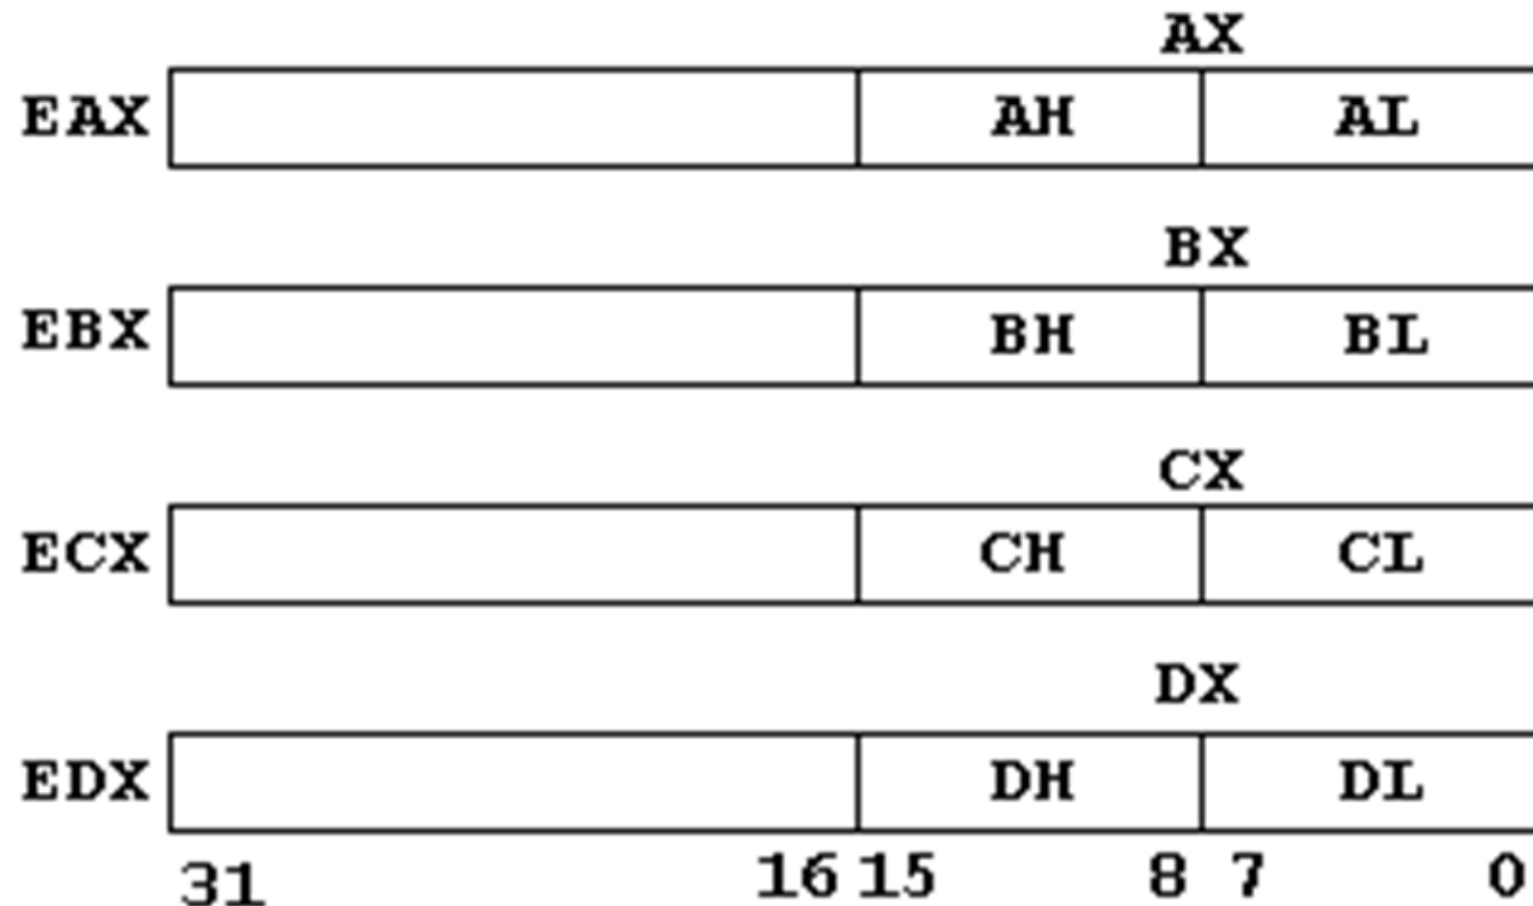 AX
EAX AH AL
BX
EBX BH BL
CX
ECX CH CL
DX
EDX DH DL
31 16 15 8 7 0